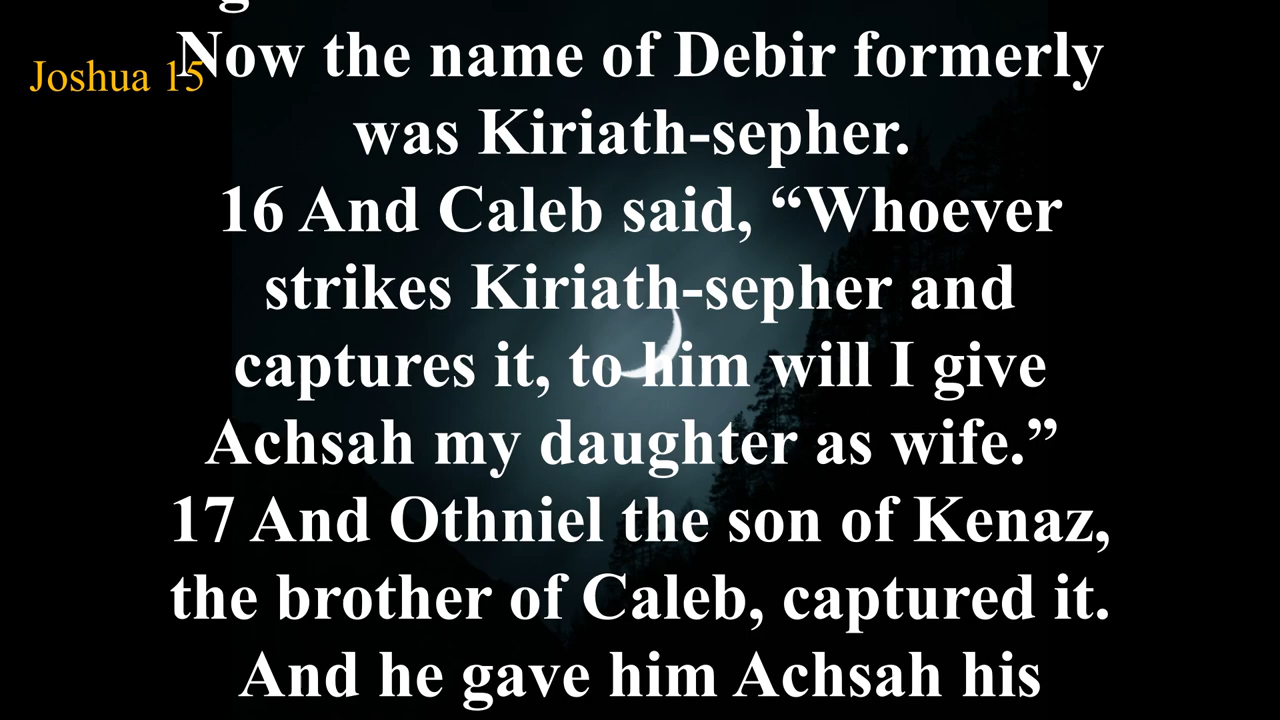 Joshua 15
Now the name of Debir formerly
was Kiriath-sepher.
16 And Caleb said, “Whoever
strikes Kiriath-sepher and
captures it, to him will I give
Achsah my daughter as wife.”
17 And Othniel the son of Kenaz,
the brother of Caleb, captured it.
And he gave him Achsah his